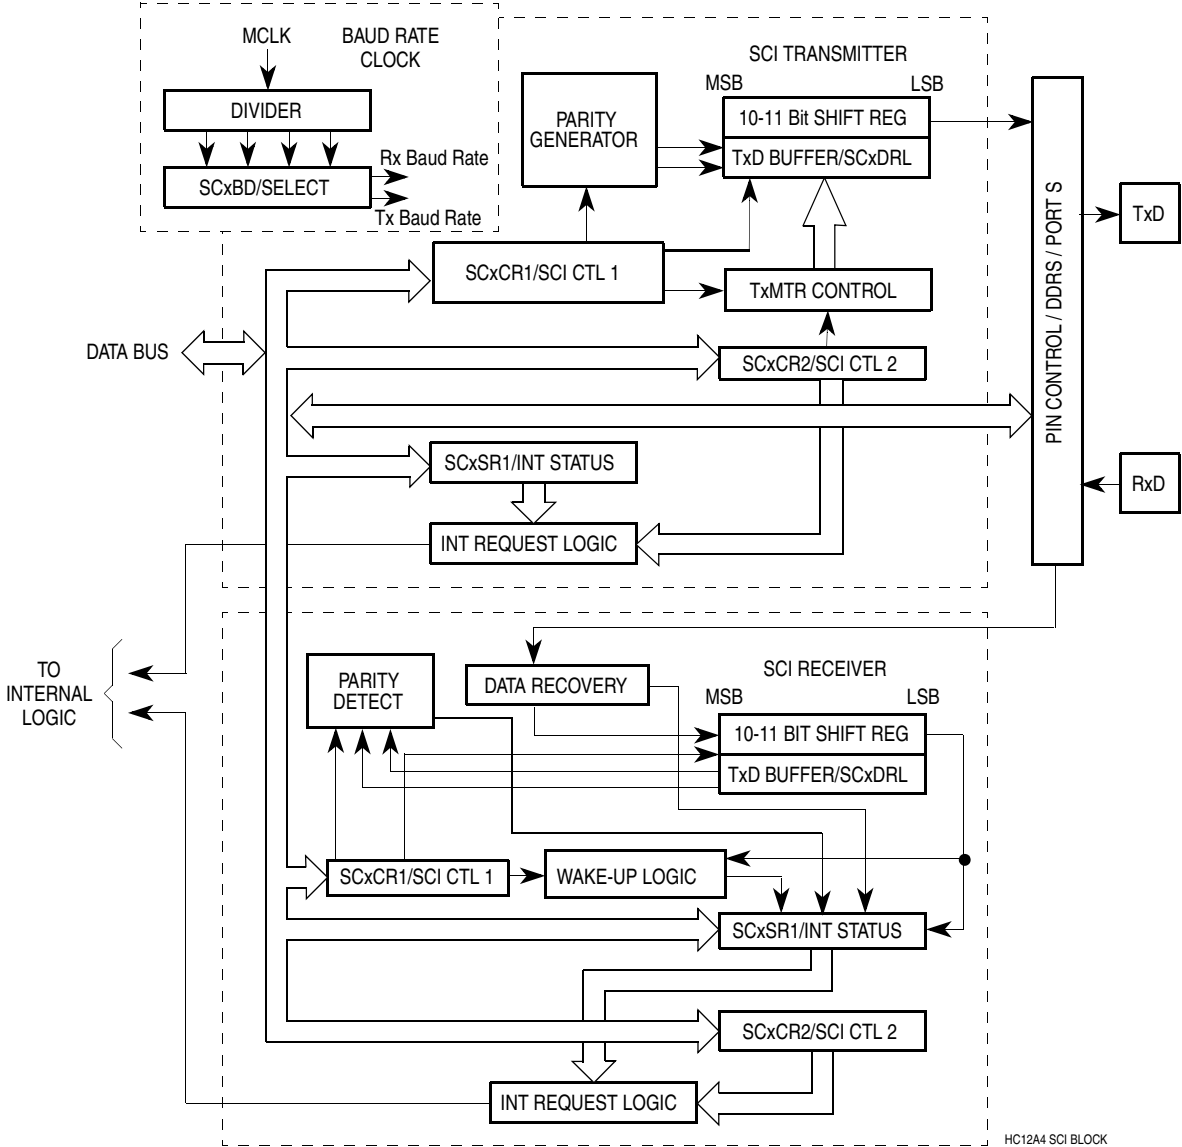 MCLK
BAUD RATE
CLOCK
DIVIDER
Rx Baud Rate
SCxBD/SELECT
Tx Baud Rate
SCI TRANSMITTER
MSB
LSB
PARITY
GENERATOR
10-11 Bit SHIFT REG
TxD BUFFER/SCxDRL
SCxCR1/SCI CTL 1
TxMTR CONTROL
DATA BUS
SCxCR2/SCI CTL 2
SCxSR1/INT STATUS
INT REQUEST LOGIC
PIN CONTROL / DDRS / PORT S
TxD
RxD
TO
INTERNAL
LOGIC
SCI RECEIVER
PARITY
DETECT
DATA RECOVERY
MSB
LSB
10-11 BIT SHIFT REG
TxD BUFFER/SCxDRL
SCxCR1/SCI CTL 1
WAKE-UP LOGIC
SCxSR1/INT STATUS
SCxCR2/SCI CTL 2
INT REQUEST LOGIC
HC12A4 SCI BLOCK